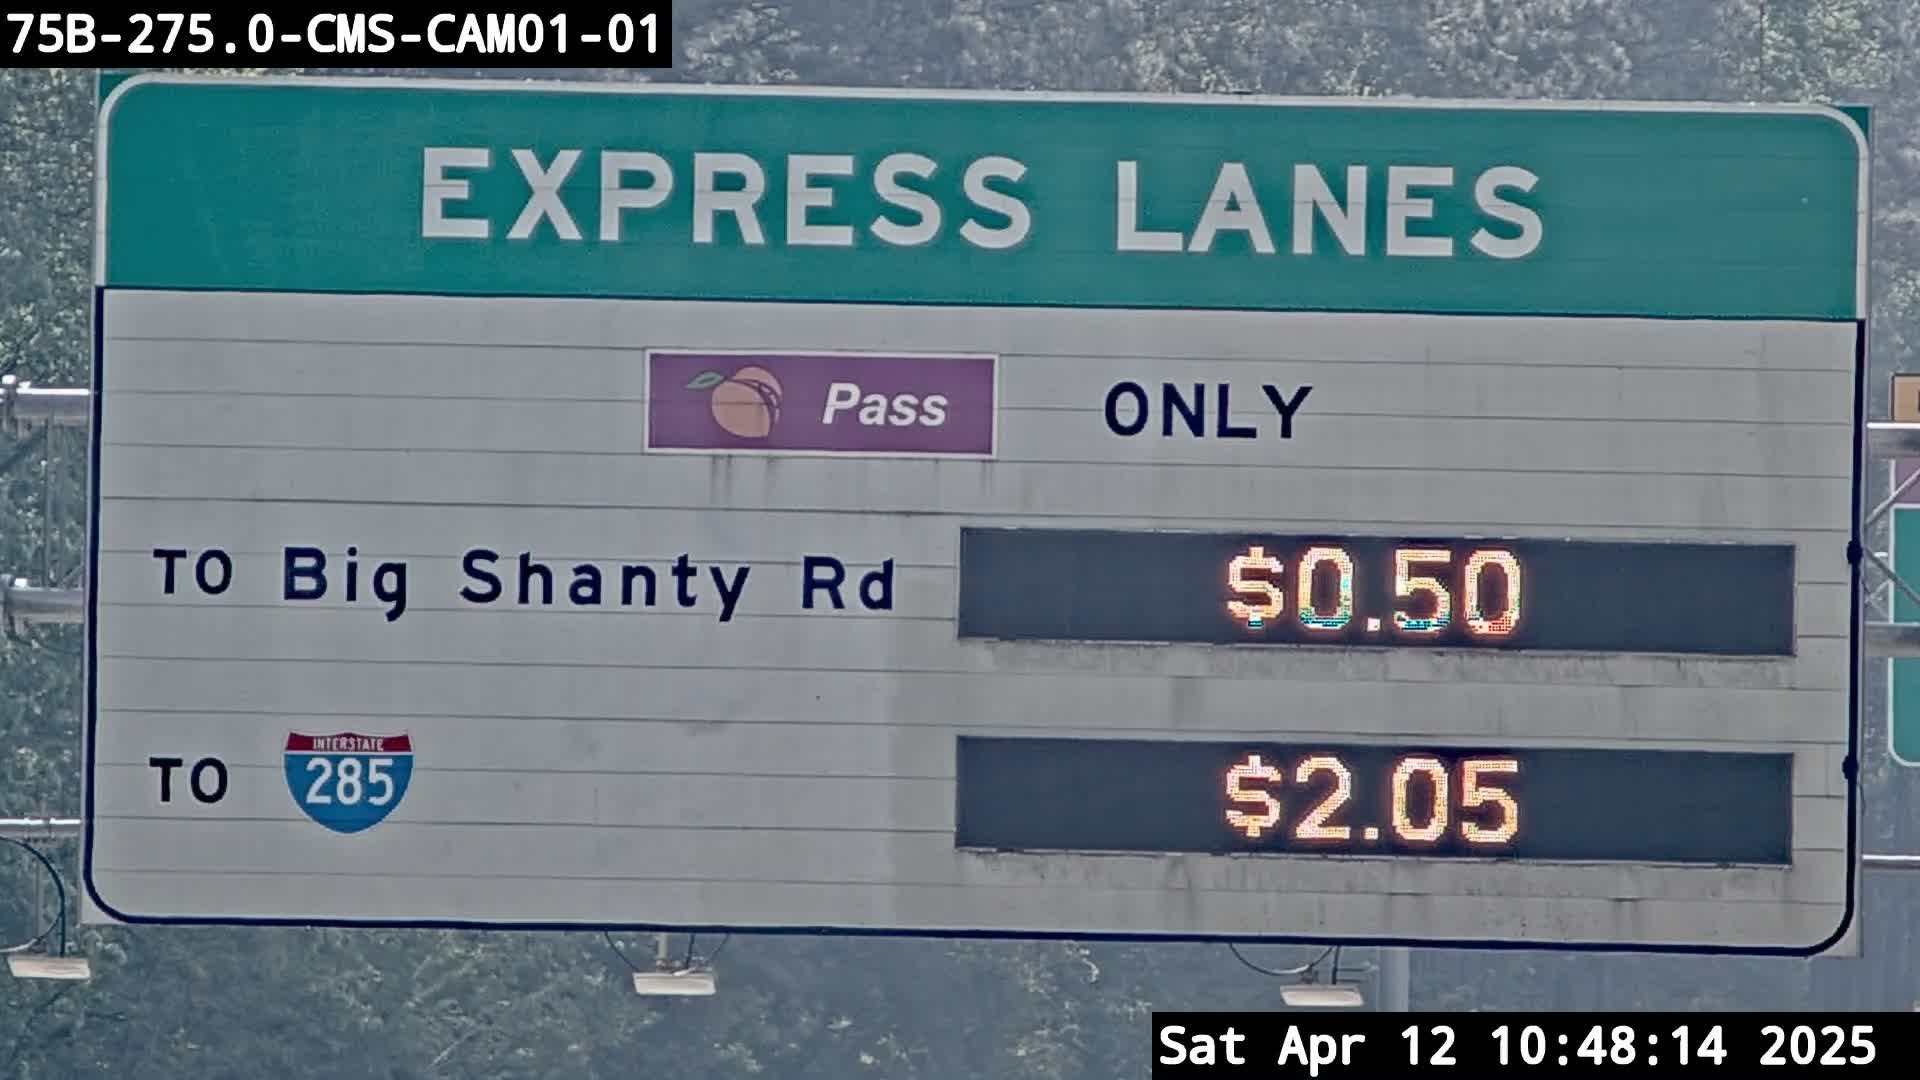 75B-275.0-CMS-CAM01-01
EXPRESS LANES
Pass ONLY
TO Big Shanty Rd $0.50
TO INTERSTATE 285 $2.05
Sat Apr 12 10:48:14 2025